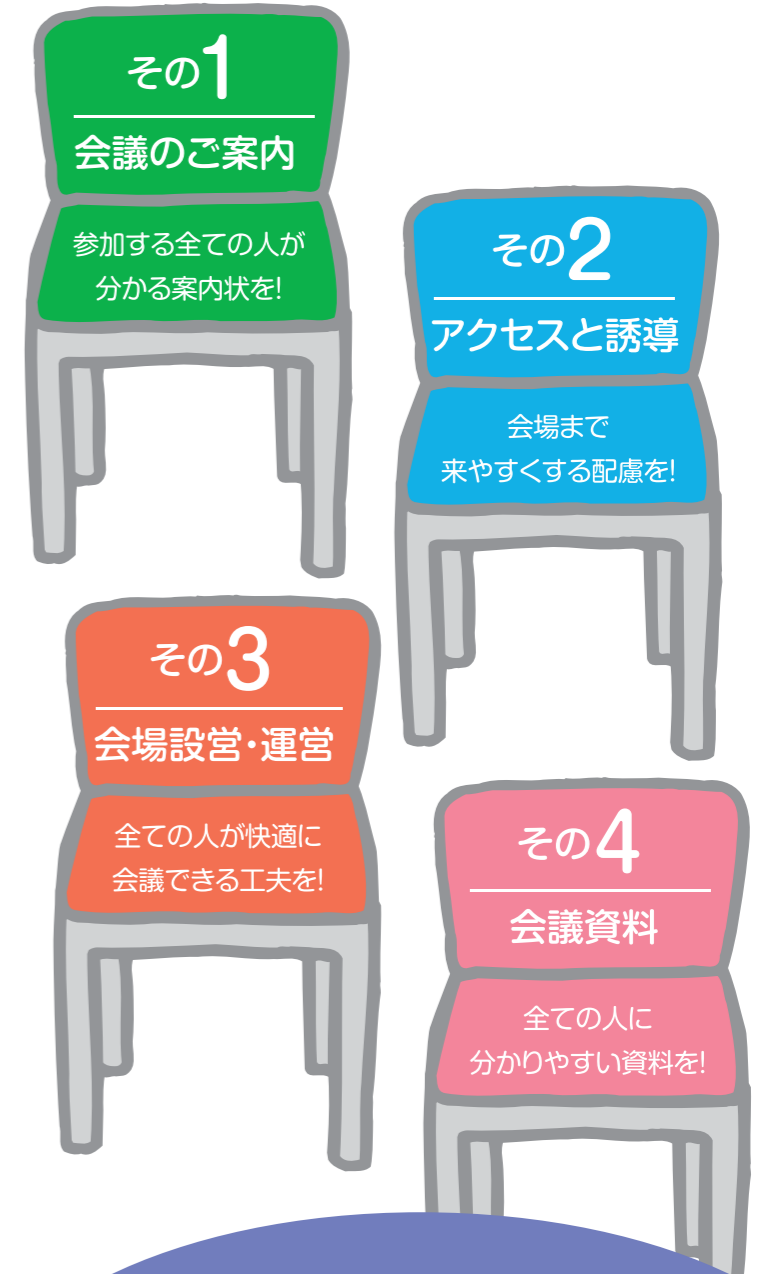 その1
会議のご案内
参加する全ての人が
分かる案内状を!
その2
アクセスと誘導
会場まで
来やすくする配慮を!
その3
会場設営・運営
全ての人が快適に
会議できる工夫を!
その4
会議資料
全ての人に
分かりやすい資料を!